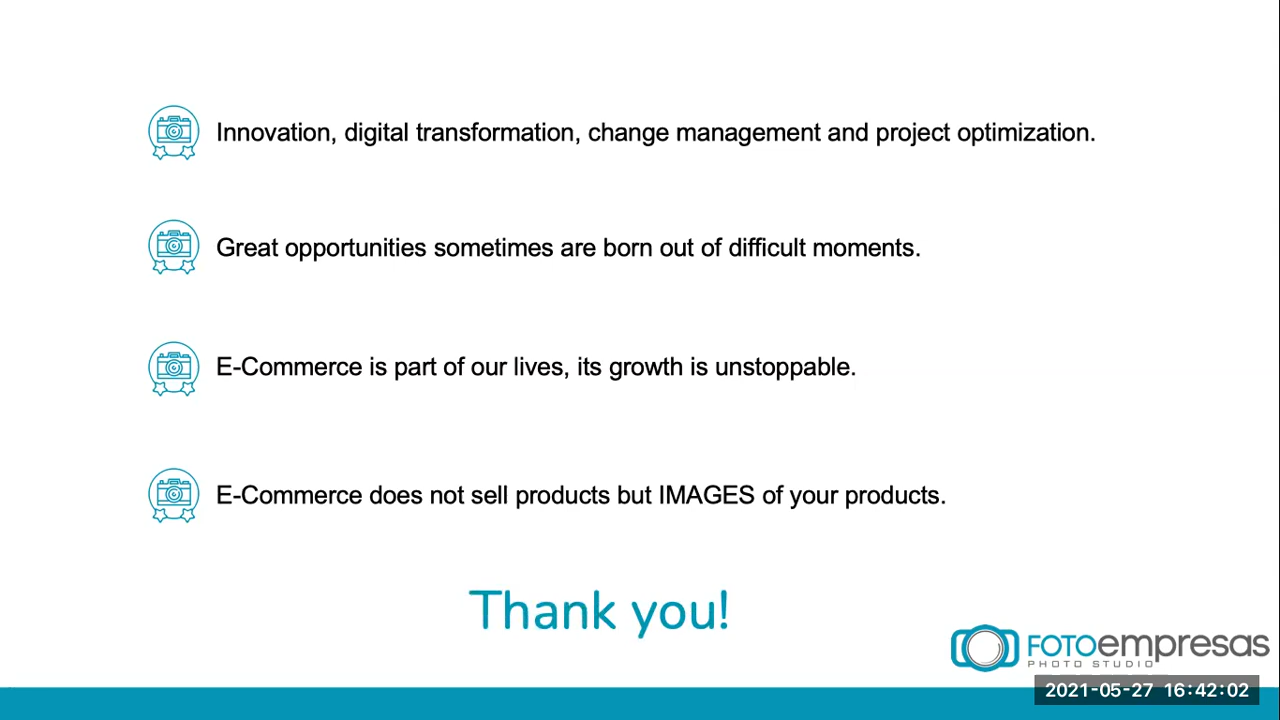 Innovation, digital transformation, change management and project optimization.
Great opportunities sometimes are born out of difficult moments.
E-Commerce is part of our lives, its growth is unstoppable.
E-Commerce does not sell products but IMAGES of your products.
Thank you!
FOTOempresas
PHOTO STUDIO
2021-05-27 16:42:02